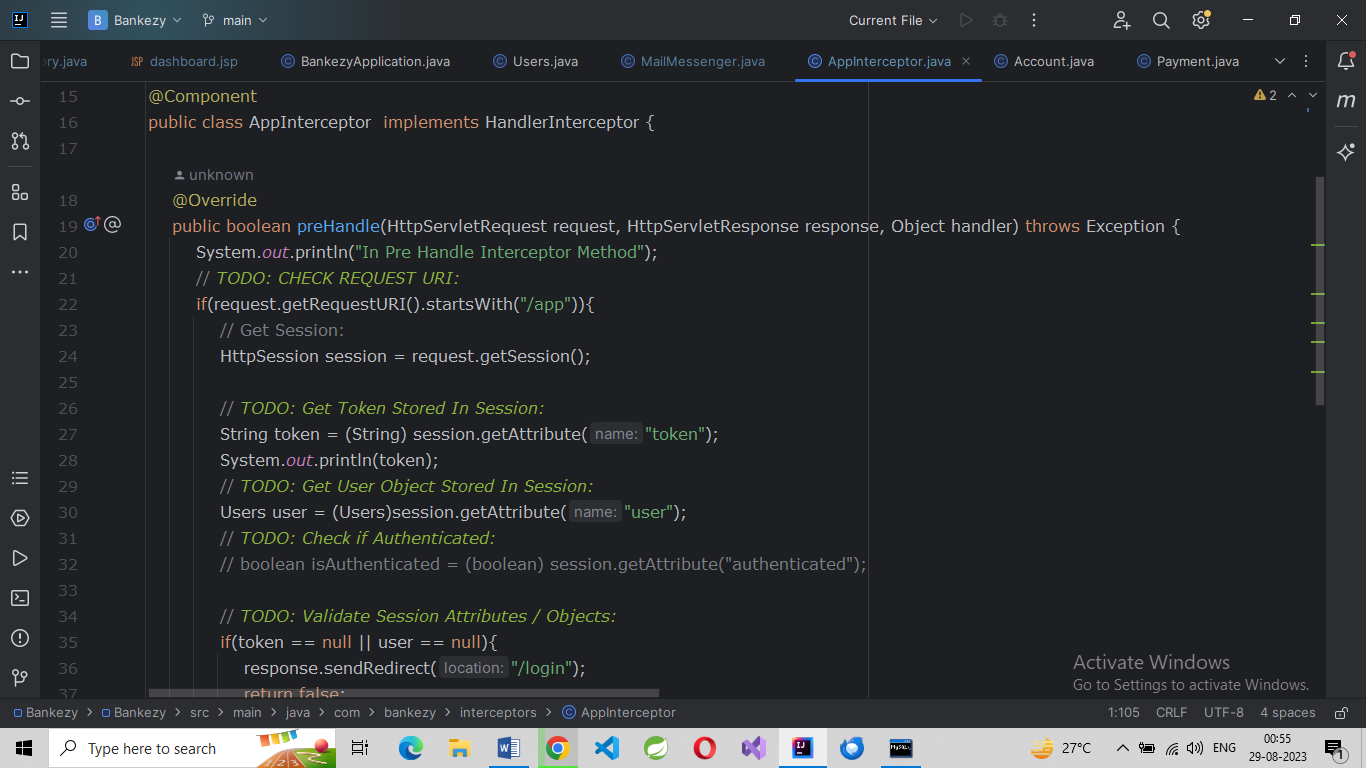 Bankezy
main
Current File
ory.java
dashboard.jsp
BankezyApplication.java
Users.java
MailMessenger.java
AppInterceptor.java
Account.java
Payment.java
2
15 @Component
16 public class AppInterceptor  implements HandlerInterceptor {
17
unknown
18 @Override
19 public boolean preHandle(HttpServletRequest request, HttpServletResponse response, Object handler) throws Exception {
20 System.out.println("In Pre Handle Interceptor Method");
21 // TODO: CHECK REQUEST URI:
22 if(request.getRequestURI().startsWith("/app")){
23 // Get Session:
24 HttpSession session = request.getSession();
25
26 // TODO: Get Token Stored In Session:
27 String token = (String) session.getAttribute( name: "token");
28 System.out.println(token);
29 // TODO: Get User Object Stored In Session:
30 Users user = (Users)session.getAttribute( name: "user");
31 // TODO: Check if Authenticated:
32 // boolean isAuthenticated = (boolean) session.getAttribute("authenticated");
33
34 // TODO: Validate Session Attributes / Objects:
35 if(token == null || user == null){
36 response.sendRedirect( location: "/login");
37 return false;
Activate Windows
Go to Settings to activate Windows.
Bankezy > Bankezy > src > main > java > com > bankezy > interceptors > AppInterceptor
1:105 CRLF UTF-8 4 spaces
Type here to search
27°C
ENG
00:55
29-08-2023
1